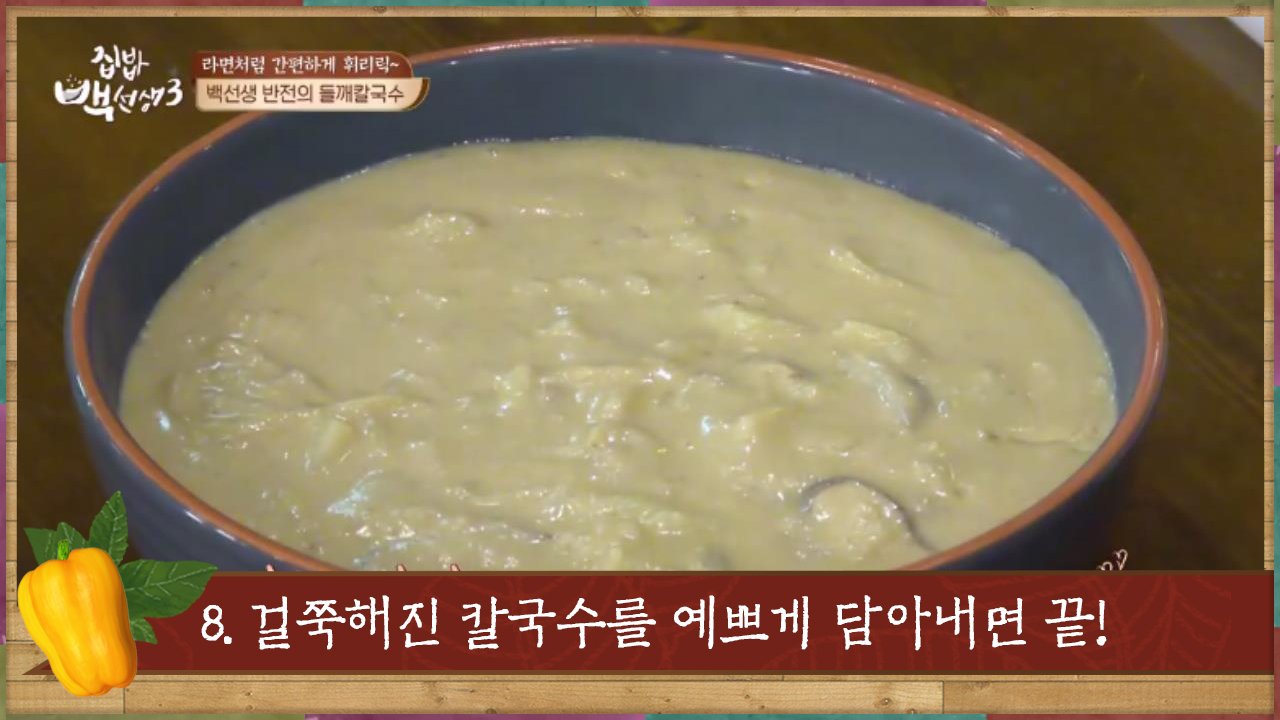 집밥
백선생3
라면처럼 간편하게 휘리릭~
백선생 반전의 들깨칼국수
8. 걸쭉해진 칼국수를 예쁘게 담아내면 끝!